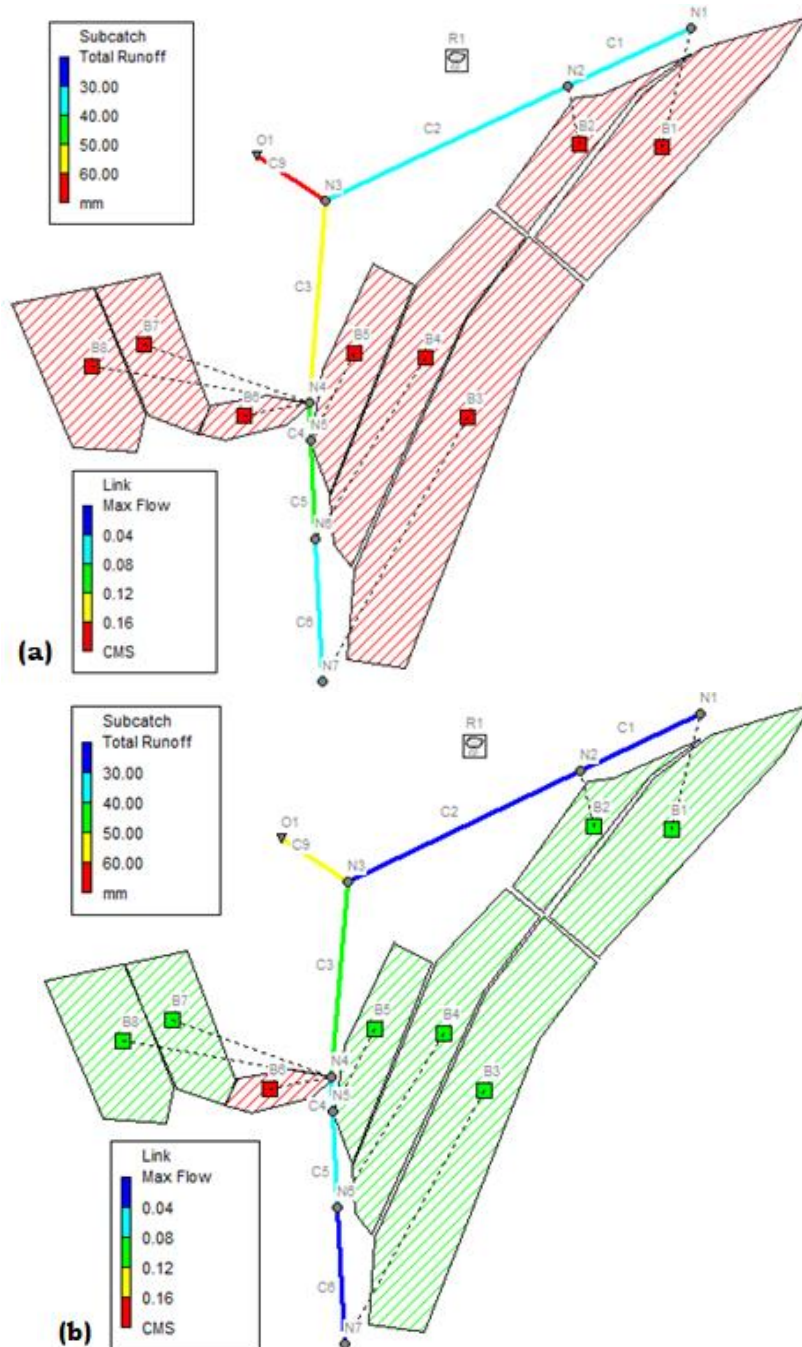 (a)
Subcatch
Total Runoff
30.00
40.00
50.00
60.00
mm
R1
C1
N1
N2
C2
B2
B1
O1
C9
N3
C3
B5
B4
B7
B8
B6
B3
N4
N5
C4
C5
N6
C6
N7
Link
Max Flow
0.04
0.08
0.12
0.16
CMS
(b)
Subcatch
Total Runoff
30.00
40.00
50.00
60.00
mm
R1
C1
N1
N2
C2
B2
B1
O1
C9
N3
C3
B7
B8
B5
B4
B6
B3
N4
N5
C4
C5
N6
C6
N7
Link
Max Flow
0.04
0.08
0.12
0.16
CMS